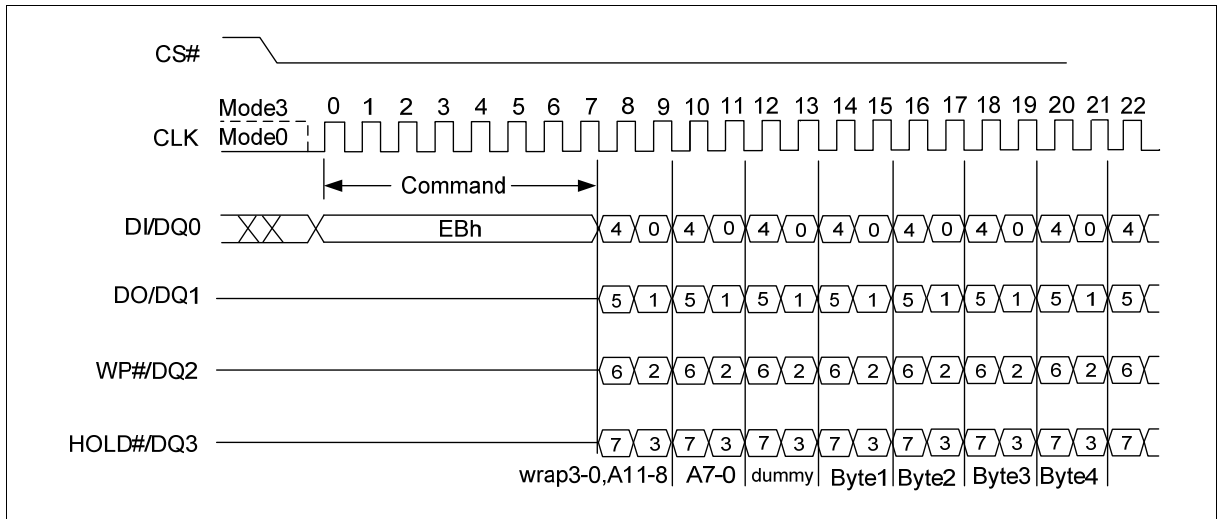 CS#
Mode3 0 1 2 3 4 5 6 7 8 9 10 11 12 13 14 15 16 17 18 19 20 21 22
CLK Mode0
Command
DI/DQ0 EBh 4 0 4 0 4 0 4 0 4 0 4 0 4 0 4
DO/DQ1 5 1 5 1 5 1 5 1 5 1 5 1 5 1 5
WP#/DQ2 6 2 6 2 6 2 6 2 6 2 6 2 6 2 6
HOLD#/DQ3 7 3 7 3 7 3 7 3 7 3 7 3 7 3 7
wrap3-0,A11-8 A7-0 dummy Byte1 Byte2 Byte3 Byte4